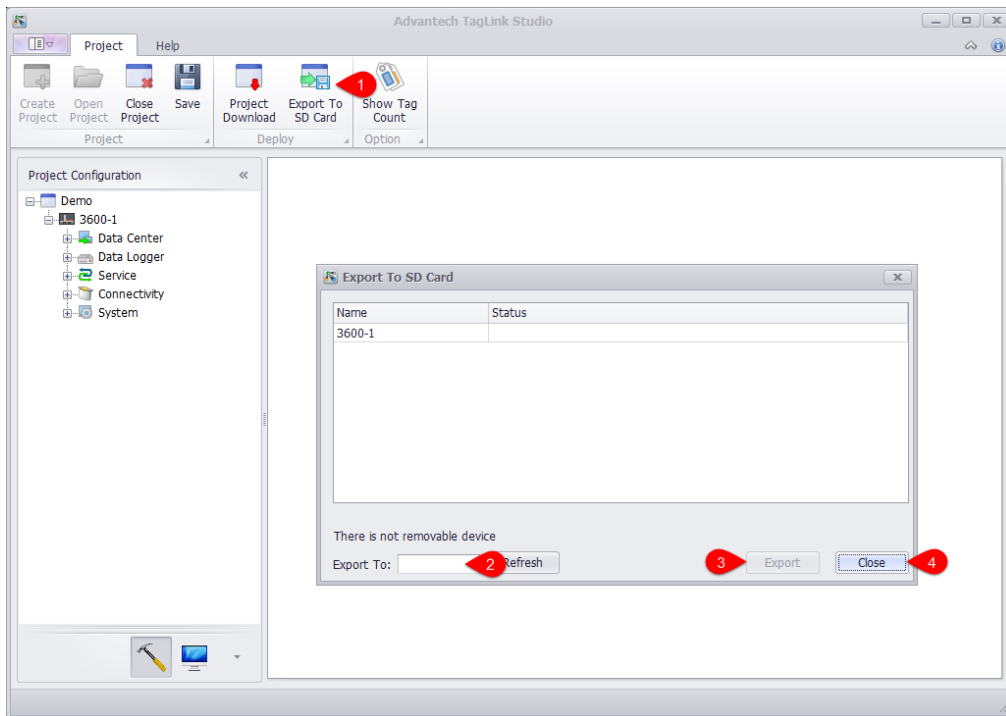 Advantech TagLink Studio
Project Help
Create Project
Open Project
Close Project
Save
Project Download
Export To SD Card
Show Tag Count
1
Project
Deploy
Option
Project Configuration
Demo
3600-1
Data Center
Data Logger
Service
Connectivity
System
Export To SD Card
Name Status
3600-1
There is not removable device
Export To: 2 Refresh 3 Export Close 4